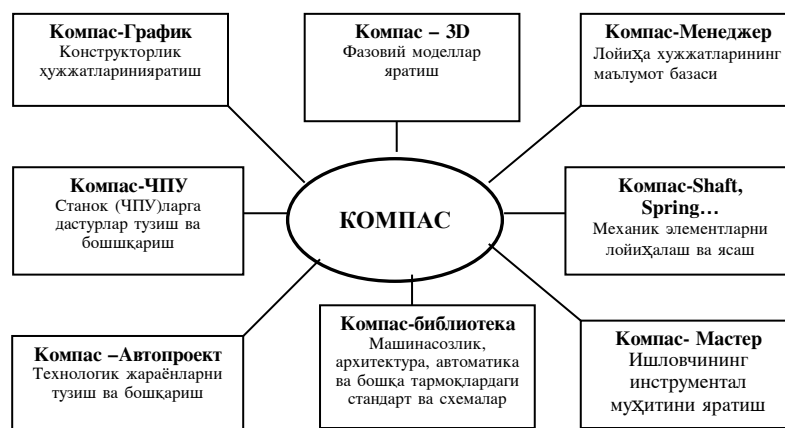 Компас-График
Конструкторлик
ҳужжатларинияратиш
Компас – 3D
Фазовий моделлар
яратиш
Компас-Менеджер
Лойиҳа хужжатларининг
маълумот базаси
Компас-ЧПУ
Станок (ЧПУ)ларга
дастурлар тузиш ва
бошшқариш
КОМПАС
Компас-Shaft,
Spring…
Механик элементларни
лойиҳалаш ва ясаш
Компас –Автопроект
Технологик жараёнларни
тузиш ва бошқариш
Компас-библиотека
Машинасозлик,
архитектура, автоматика
ва бошқа тармоқлардаги
стандарт ва схемалар
Компас- Мастер
Ишловчининг
инструментал
муҳитини яратиш